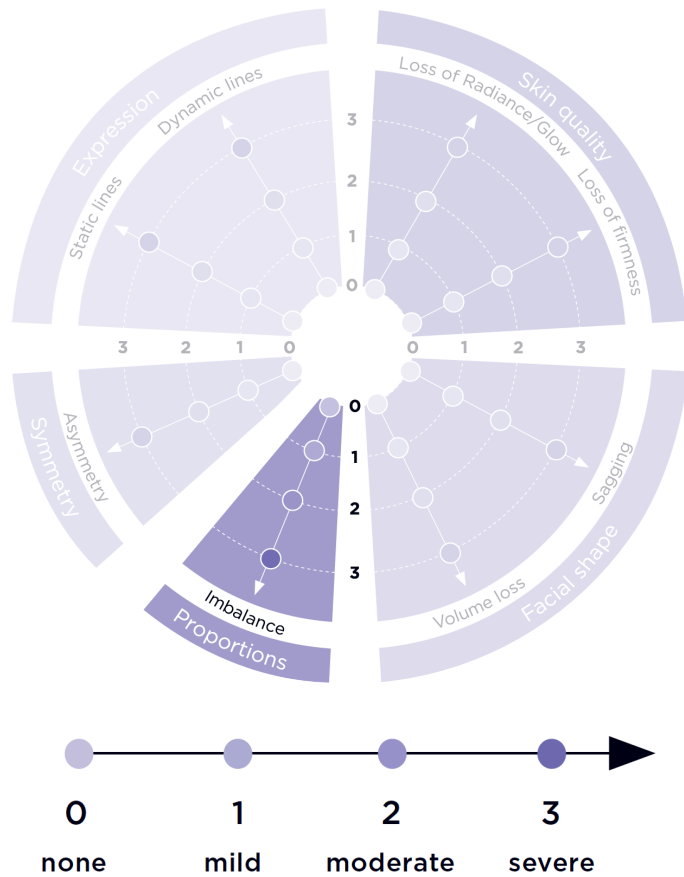 Expression
Dynamic lines
Static lines
Loss of Radiance/Glow
Skin quality
Loss of firmness
3
2
1
0
3 2 1 0
0 1 2 3
0
1
2
3
Symmetry
Asymmetry
Sagging
Facial shape
Volume loss
Imbalance
Proportions
0 1 2 3
none mild moderate severe